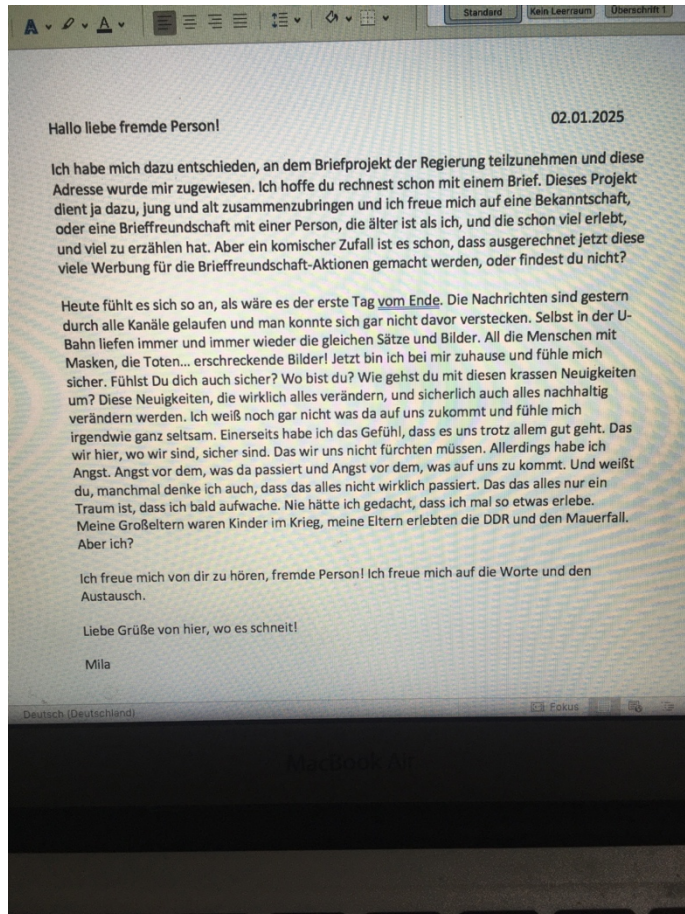 A A
Standard Kein Leerraum Überschrift 1
Hallo liebe fremde Person! 02.01.2025
Ich habe mich dazu entschieden, an dem Briefprojekt der Regierung teilzunehmen und diese
Adresse wurde mir zugewiesen. Ich hoffe du rechnest schon mit einem Brief. Dieses Projekt
dient ja dazu, jung und alt zusammenzubringen und ich freue mich auf eine Bekanntschaft,
oder eine Brieffreundschaft mit einer Person, die älter ist als ich, und die schon viel erlebt,
und viel zu erzählen hat. Aber ein komischer Zufall ist es schon, dass ausgerechnet jetzt diese
viele Werbung für die Brieffreundschaft-Aktionen gemacht werden, oder findest du nicht?
Heute fühlt es sich so an, als wäre es der erste Tag vom Ende. Die Nachrichten sind gestern
durch alle Kanäle gelaufen und man konnte sich gar nicht davor verstecken. Selbst in der U-
Bahn liefen immer und immer wieder die gleichen Sätze und Bilder. All die Menschen mit
Masken, die Toten... erschreckende Bilder! Jetzt bin ich bei mir zuhause und fühle mich
sicher. Fühlst Du dich auch sicher? Wo bist du? Wie gehst du mit diesen krassen Neuigkeiten
um? Diese Neuigkeiten, die wirklich alles verändern, und sicherlich auch alles nachhaltig
verändern werden. Ich weiß noch gar nicht was da auf uns zukommt und fühle mich
irgendwie ganz seltsam. Einerseits habe ich das Gefühl, dass es uns trotz allem gut geht. Das
wir hier, wo wir sind, sicher sind. Das wir uns nicht fürchten müssen. Allerdings habe ich
Angst. Angst vor dem, was da passiert und Angst vor dem, was auf uns zu kommt. Und weißt
du, manchmal denke ich auch, dass das alles nicht wirklich passiert. Das das alles nur ein
Traum ist, dass ich bald aufwache. Nie hätte ich gedacht, dass ich mal so etwas erlebe.
Meine Großeltern waren Kinder im Krieg, meine Eltern erlebten die DDR und den Mauerfall.
Aber ich?
Ich freue mich von dir zu hören, fremde Person! Ich freue mich auf die Worte und den
Austausch.
Liebe Grüße von hier, wo es schneit!
Mila
Deutsch (Deutschland) Fokus
MacBook Air